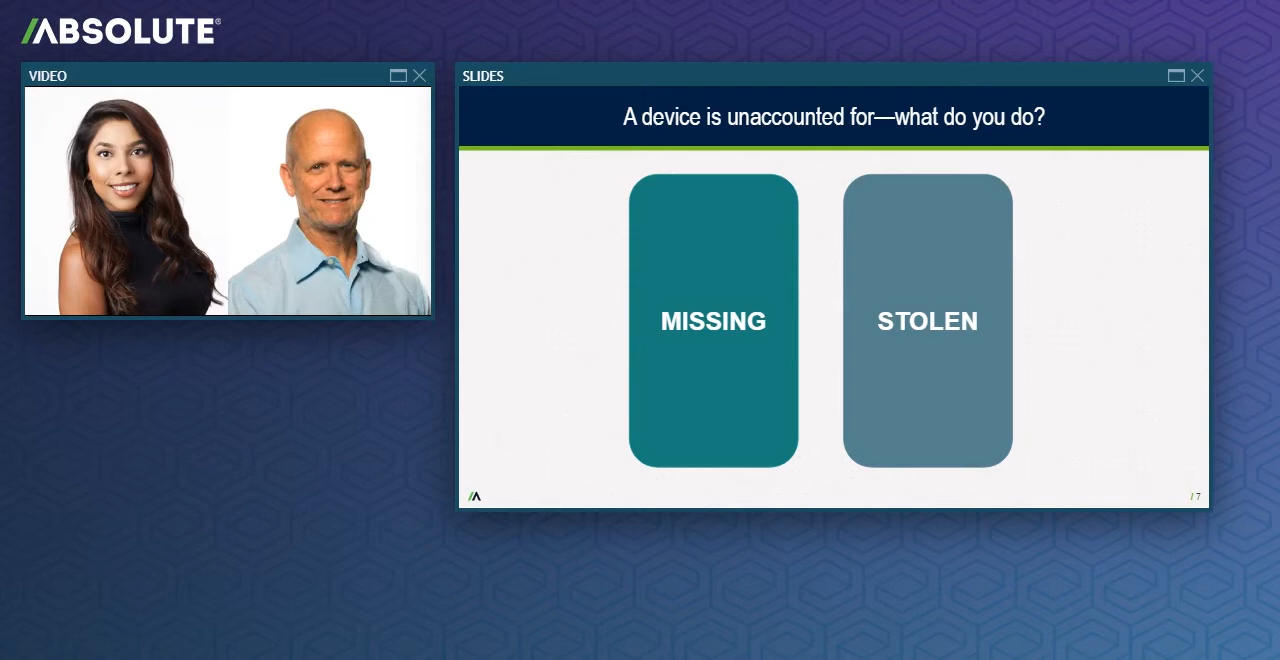 ABSOLUTE®
VIDEO
SLIDES
A device is unaccounted for—what do you do?
MISSING
STOLEN
/ 7